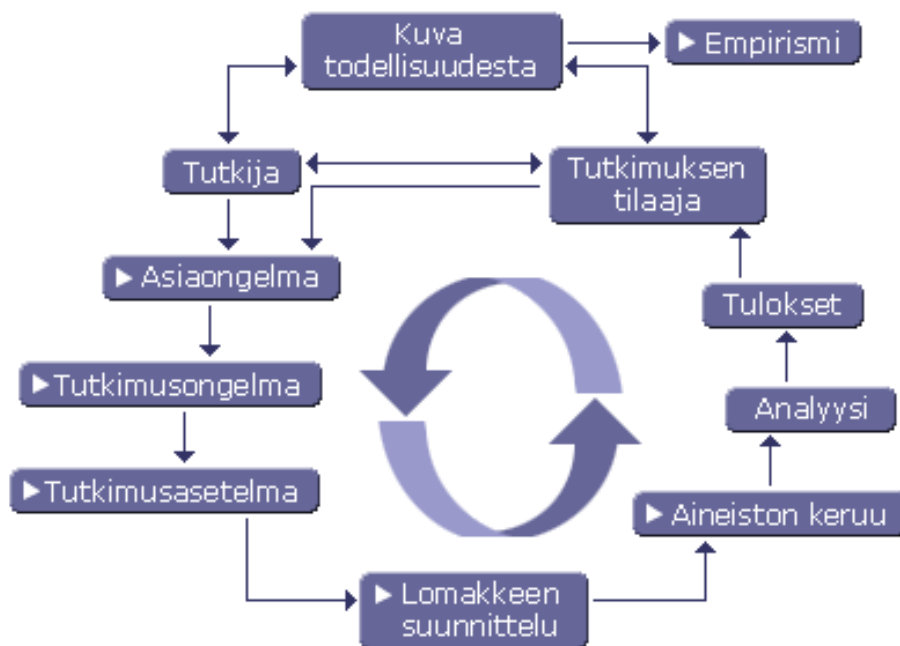 Kuva
todellisuudesta
Empirismi
Tutkija
Tutkimuksen
tilaaja
Asiaongelma
Tulokset
Tutkimusongelma
Analyysi
Tutkimusasetelma
Aineiston keruu
Lomakkeen
suunnittelu